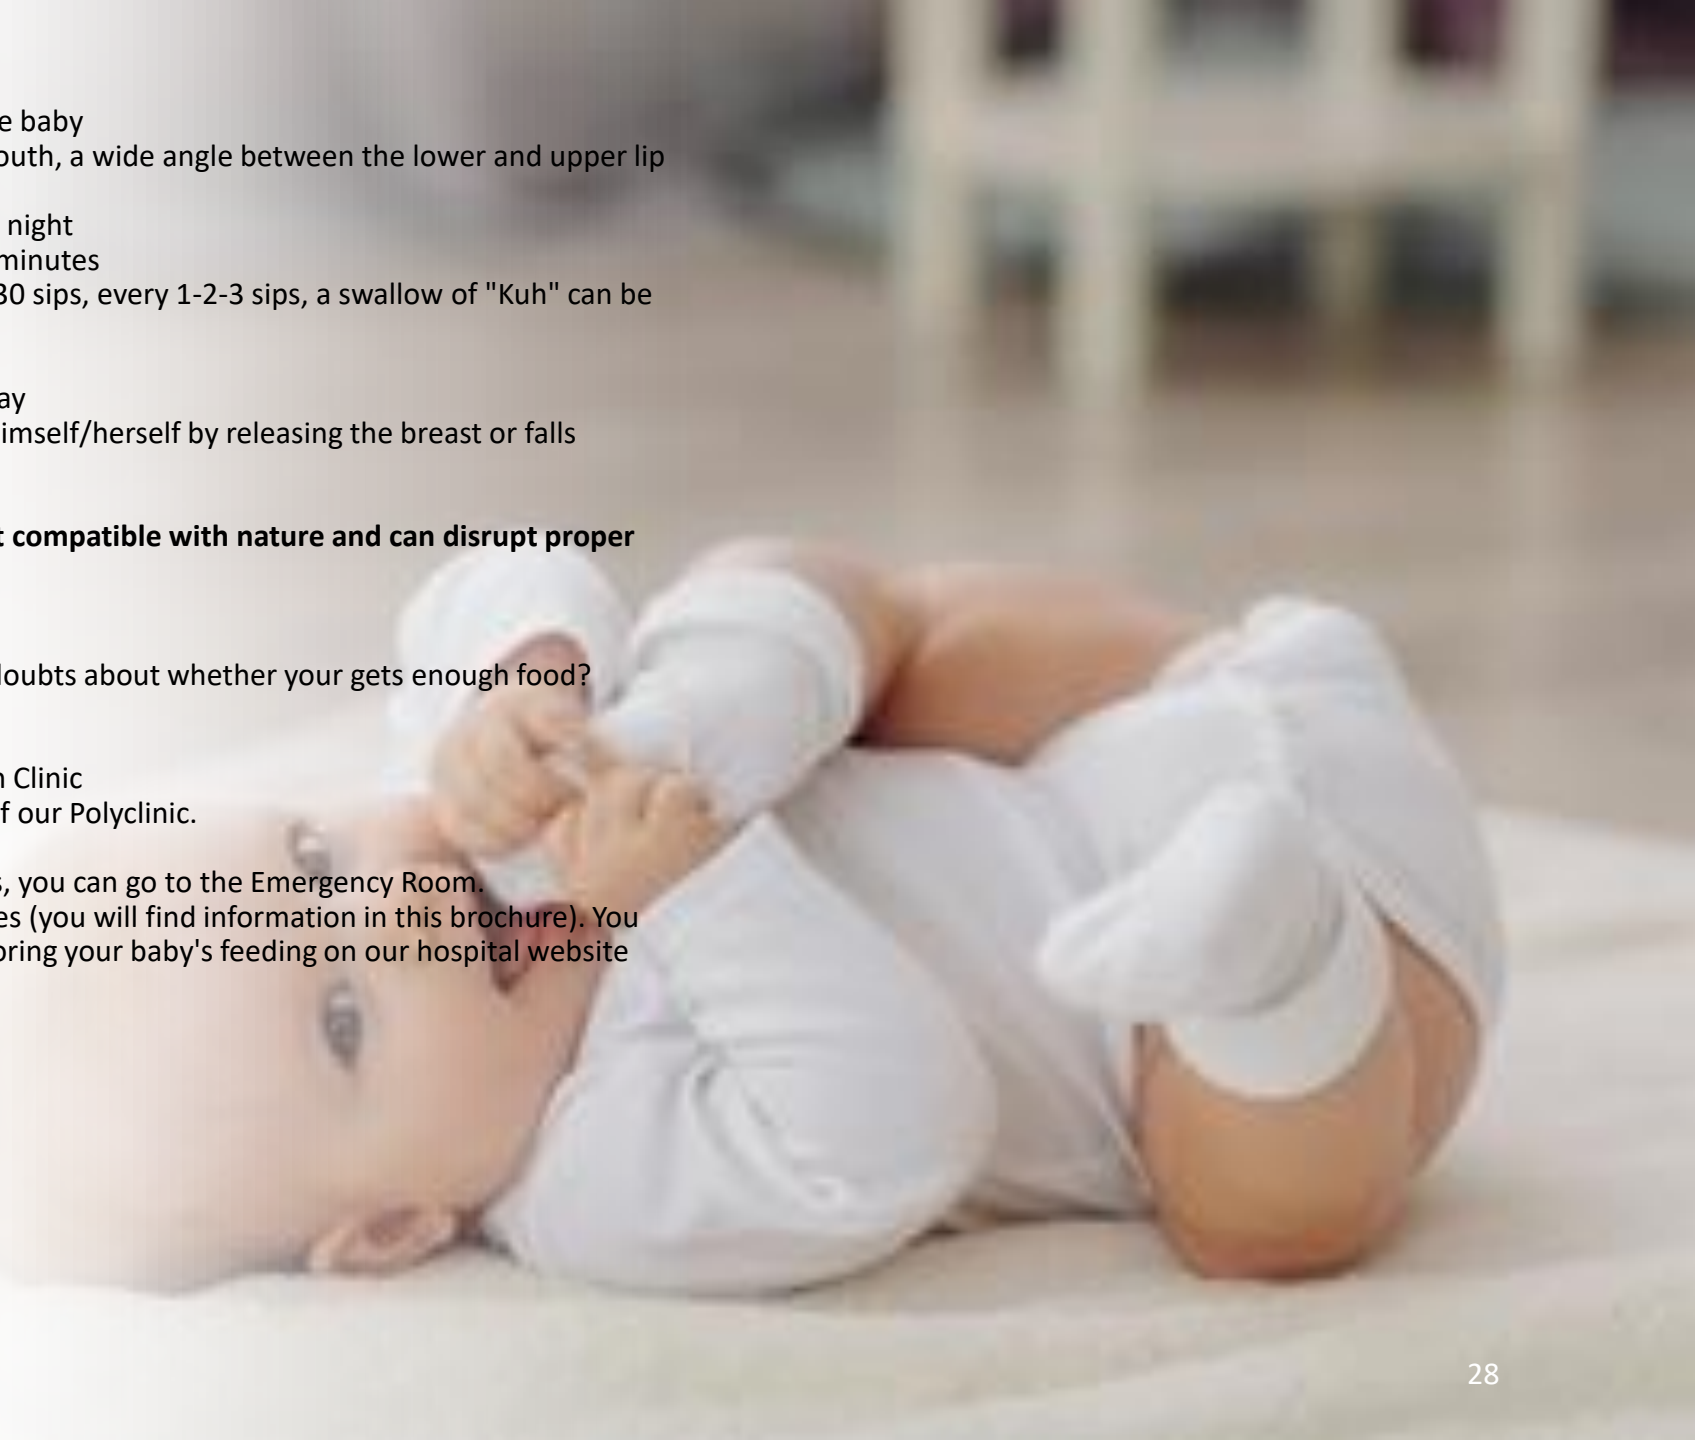 e baby
outh, a wide angle between the lower and upper lip
night
minutes
30 sips, every 1-2-3 sips, a swallow of "Kuh" can be
ay
imself/herself by releasing the breast or falls
t compatible with nature and can disrupt proper
doubts about whether your gets enough food?
n Clinic
f our Polyclinic.
s, you can go to the Emergency Room.
es (you will find information in this brochure). You
oring your baby's feeding on our hospital website
28